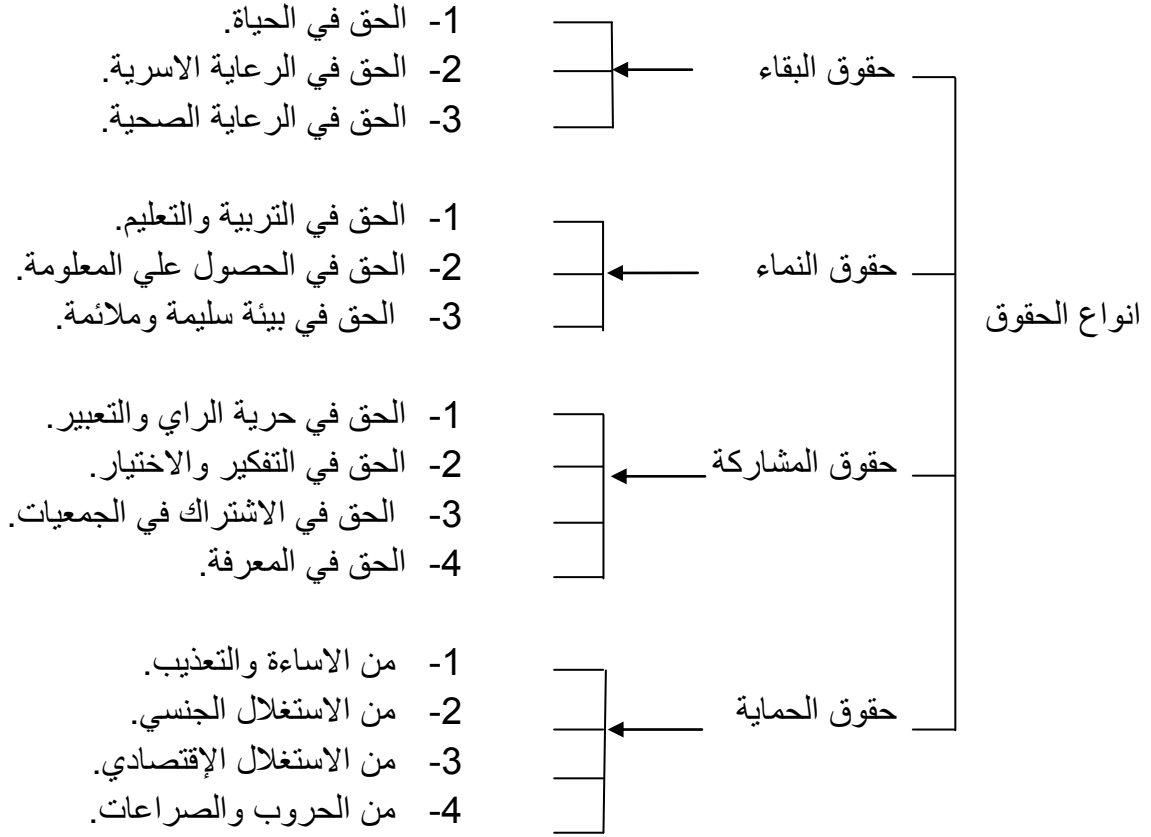 انواع الحقوق
حقوق البقاء
1- الحق في الحياة.
2- الحق في الرعاية الاسرية.
3- الحق في الرعاية الصحية.
حقوق النماء
1- الحق في التربية والتعليم.
2- الحق في الحصول علي المعلومة.
3- الحق في بيئة سليمة وملائمة.
حقوق المشاركة
1- الحق في حرية الراي والتعبير.
2- الحق في التفكير والاختيار.
3- الحق في الاشتراك في الجمعيات.
4- الحق في المعرفة.
حقوق الحماية
1- من الاساءة والتعذيب.
2- من الاستغلال الجنسي.
3- من الاستغلال الإقتصادي.
4- من الحروب والصراعات.